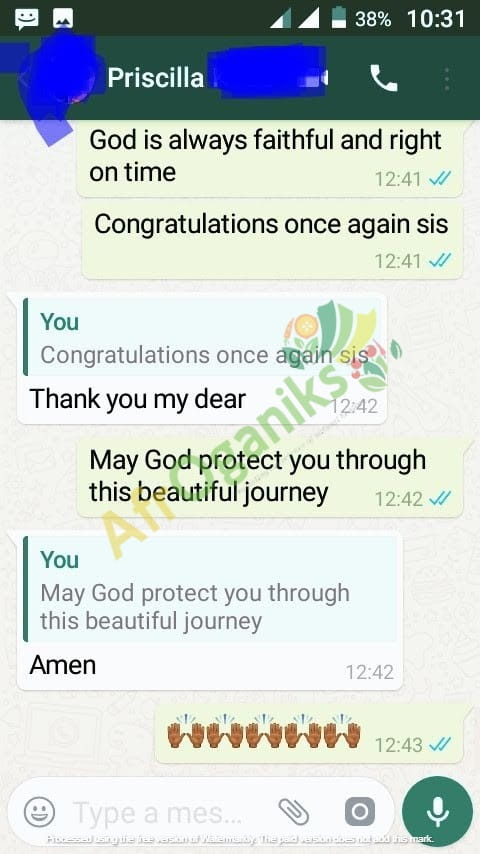 38% 10:31
Priscilla
God is always faithful and right
on time
12:41
Congratulations once again sis
12:41
You
Congratulations once again sis
Thank you my dear
12:42
AfrOganiks
May God protect you through
this beautiful journey
12:42
You
May God protect you through
this beautiful journey
Amen
12:42
12:43
Type a mes...
Processed using the free version of Watermarkly. The paid version does not add this mark.